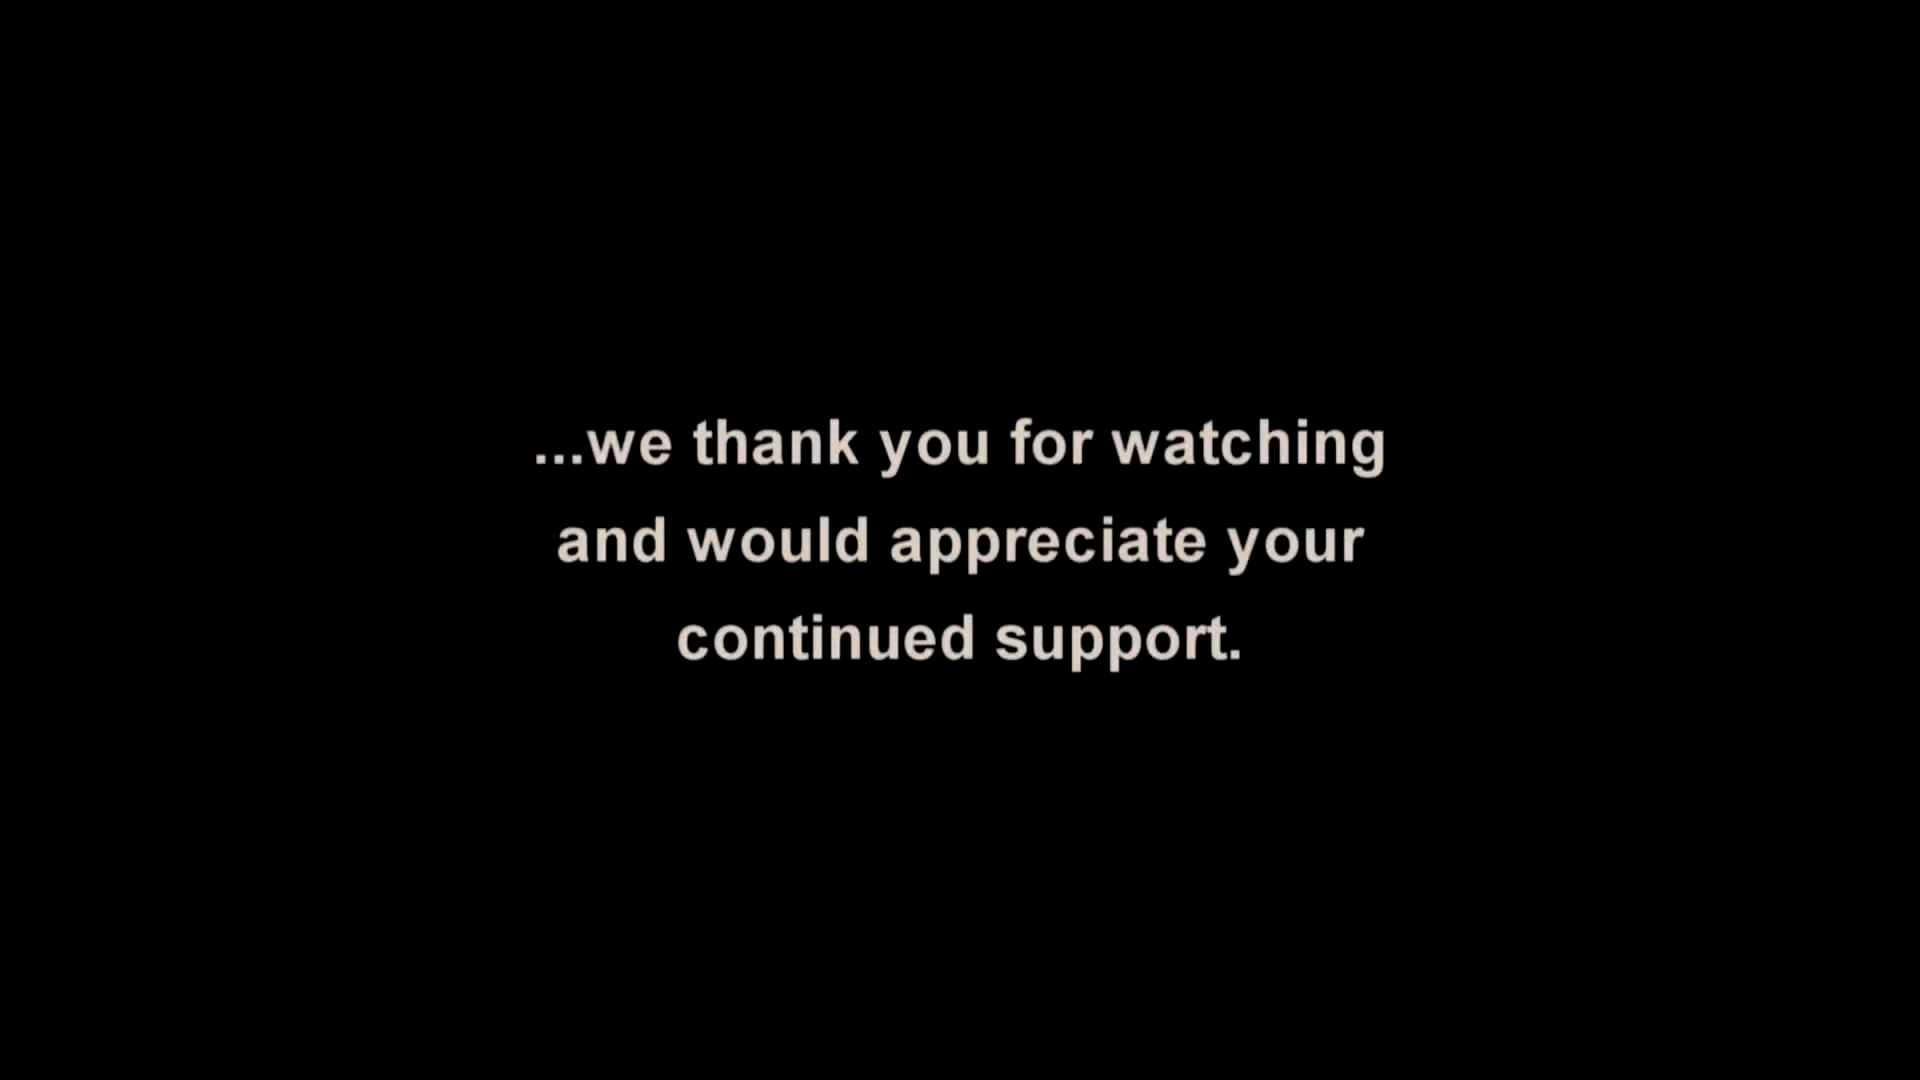 ...we thank you for watching
and would appreciate your
continued support.